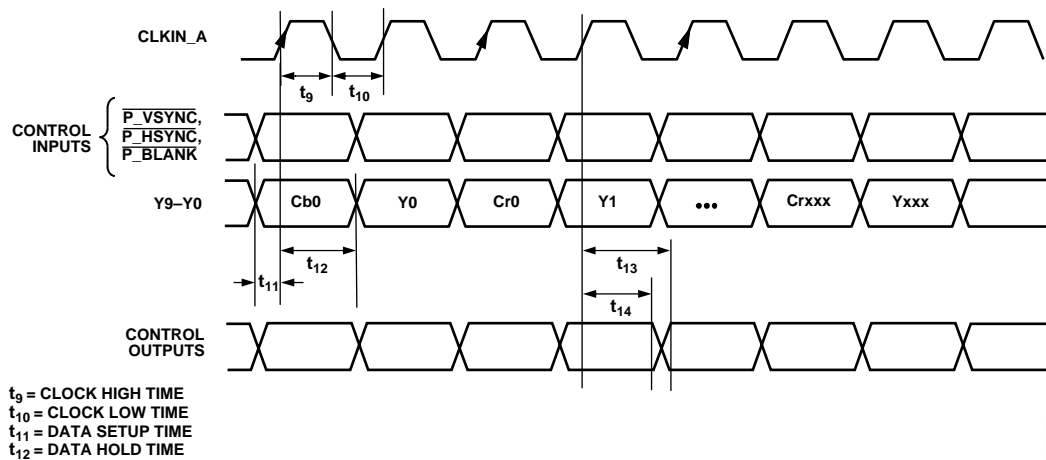 CLKIN_A
t9
t10
CONTROL
INPUTS
P_VSYNC,
P_HSYNC,
P_BLANK
Y9–Y0
Cb0
Y0
Cr0
Y1
•••
Crxxx
Yxxx
t12
t11
t13
t14
CONTROL
OUTPUTS
t9 = CLOCK HIGH TIME
t10 = CLOCK LOW TIME
t11 = DATA SETUP TIME
t12 = DATA HOLD TIME